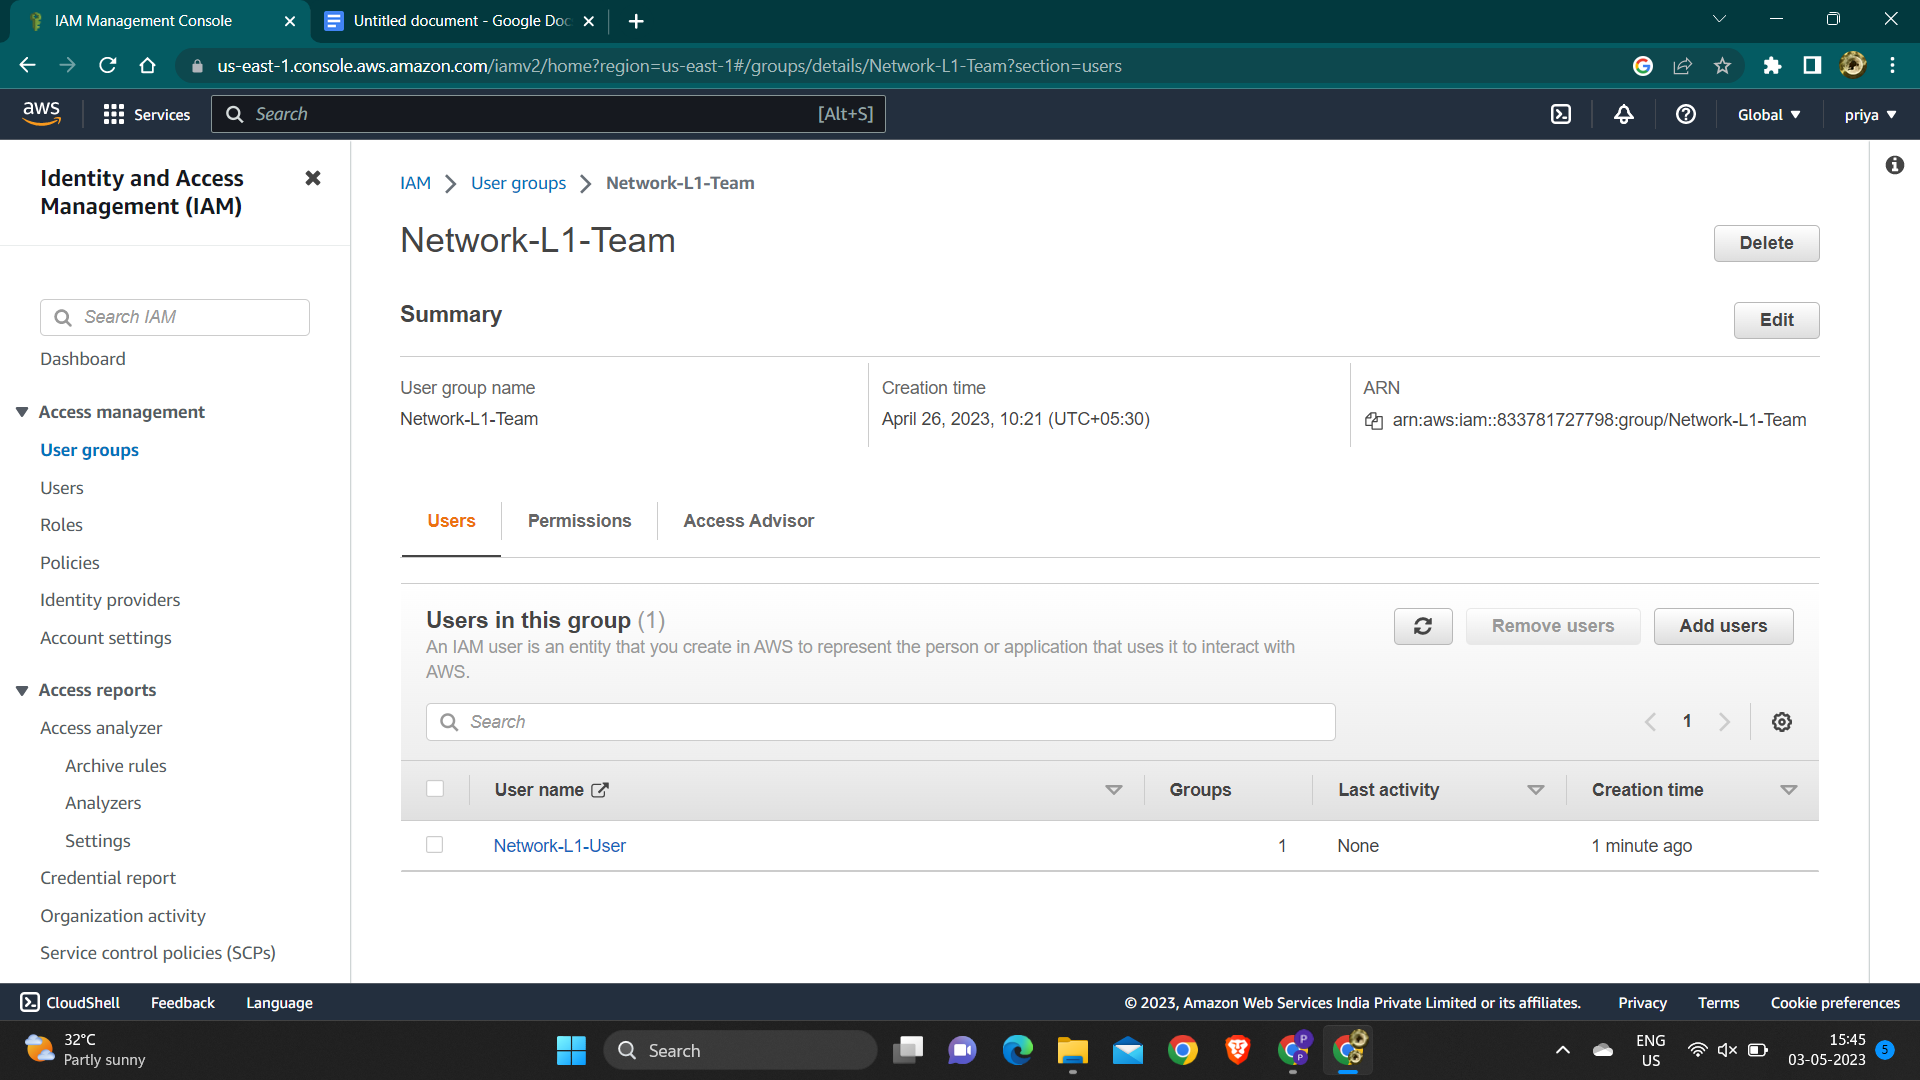 IAM Management Console
Untitled document - Google Doc
us-east-1.console.aws.amazon.com/iamv2/home?region=us-east-1#/groups/details/Network-L1-Team?section=users
aws
Services
Search
[Alt+S]
Global
priya
Identity and Access
Management (IAM)
Search IAM
Dashboard
Access management
User groups
Users
Roles
Policies
Identity providers
Account settings
Access reports
Access analyzer
Archive rules
Analyzers
Settings
Credential report
Organization activity
Service control policies (SCPs)
IAM > User groups > Network-L1-Team
Network-L1-Team
Delete
Summary
Edit
User group name
Network-L1-Team
Creation time
April 26, 2023, 10:21 (UTC+05:30)
ARN
arn:aws:iam::833781727798:group/Network-L1-Team
Users
Permissions
Access Advisor
Users in this group (1)
An IAM user is an entity that you create in AWS to represent the person or application that uses it to interact with
AWS.
Remove users
Add users
Search
1
User name
Groups
Last activity
Creation time
Network-L1-User
1
None
1 minute ago
CloudShell
Feedback
Language
© 2023, Amazon Web Services India Private Limited or its affiliates.
Privacy
Terms
Cookie preferences
32°C
Partly sunny
Search
P
P
ENG
US
15:45
03-05-2023
5